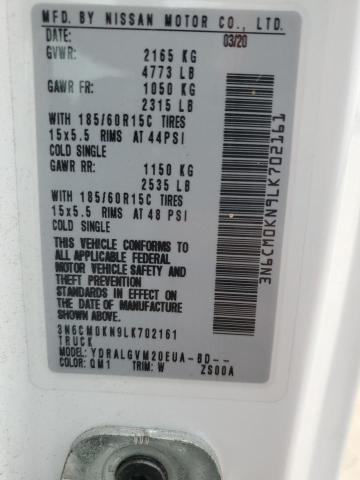 MFD. BY NISSAN MOTOR CO., LTD.
DATE: 03/20
GVWR: 2165 KG
4773 LB
GAWR FR: 1050 KG
2315 LB
WITH 185/60R15C TIRES
15x5.5 RIMS AT 44PSI
COLD SINGLE
GAWR RR: 1150 KG
2535 LB
WITH 185/60R15C TIRES
15x5.5 RIMS AT 48 PSI
COLD SINGLE
THIS VEHICLE CONFORMS TO
ALL APPLICABLE FEDERAL
MOTOR VEHICLE SAFETY AND
THEFT PREVENTION
STANDARDS IN EFFECT ON
THE DATE OF MANUFACTURE
SHOWN ABOVE.
3N6CM0KN9LK702161
TRUCK
MODEL: YDRALGVM20EUA-BD--
COLOR: QM1 TRIM: W ZS00A
3N6CM0KN9LK702161